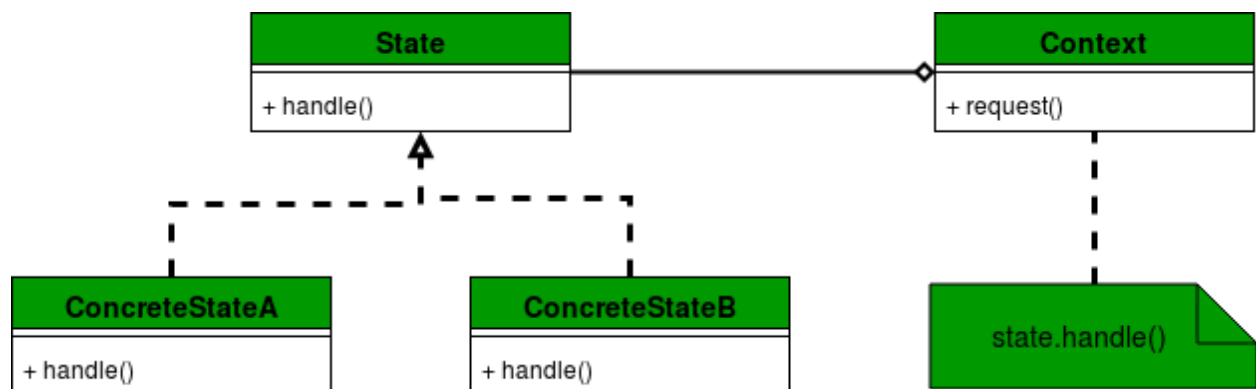 State
Context
+ handle()
+ request()
ConcreteStateA
ConcreteStateB
state.handle()
+ handle()
+ handle()